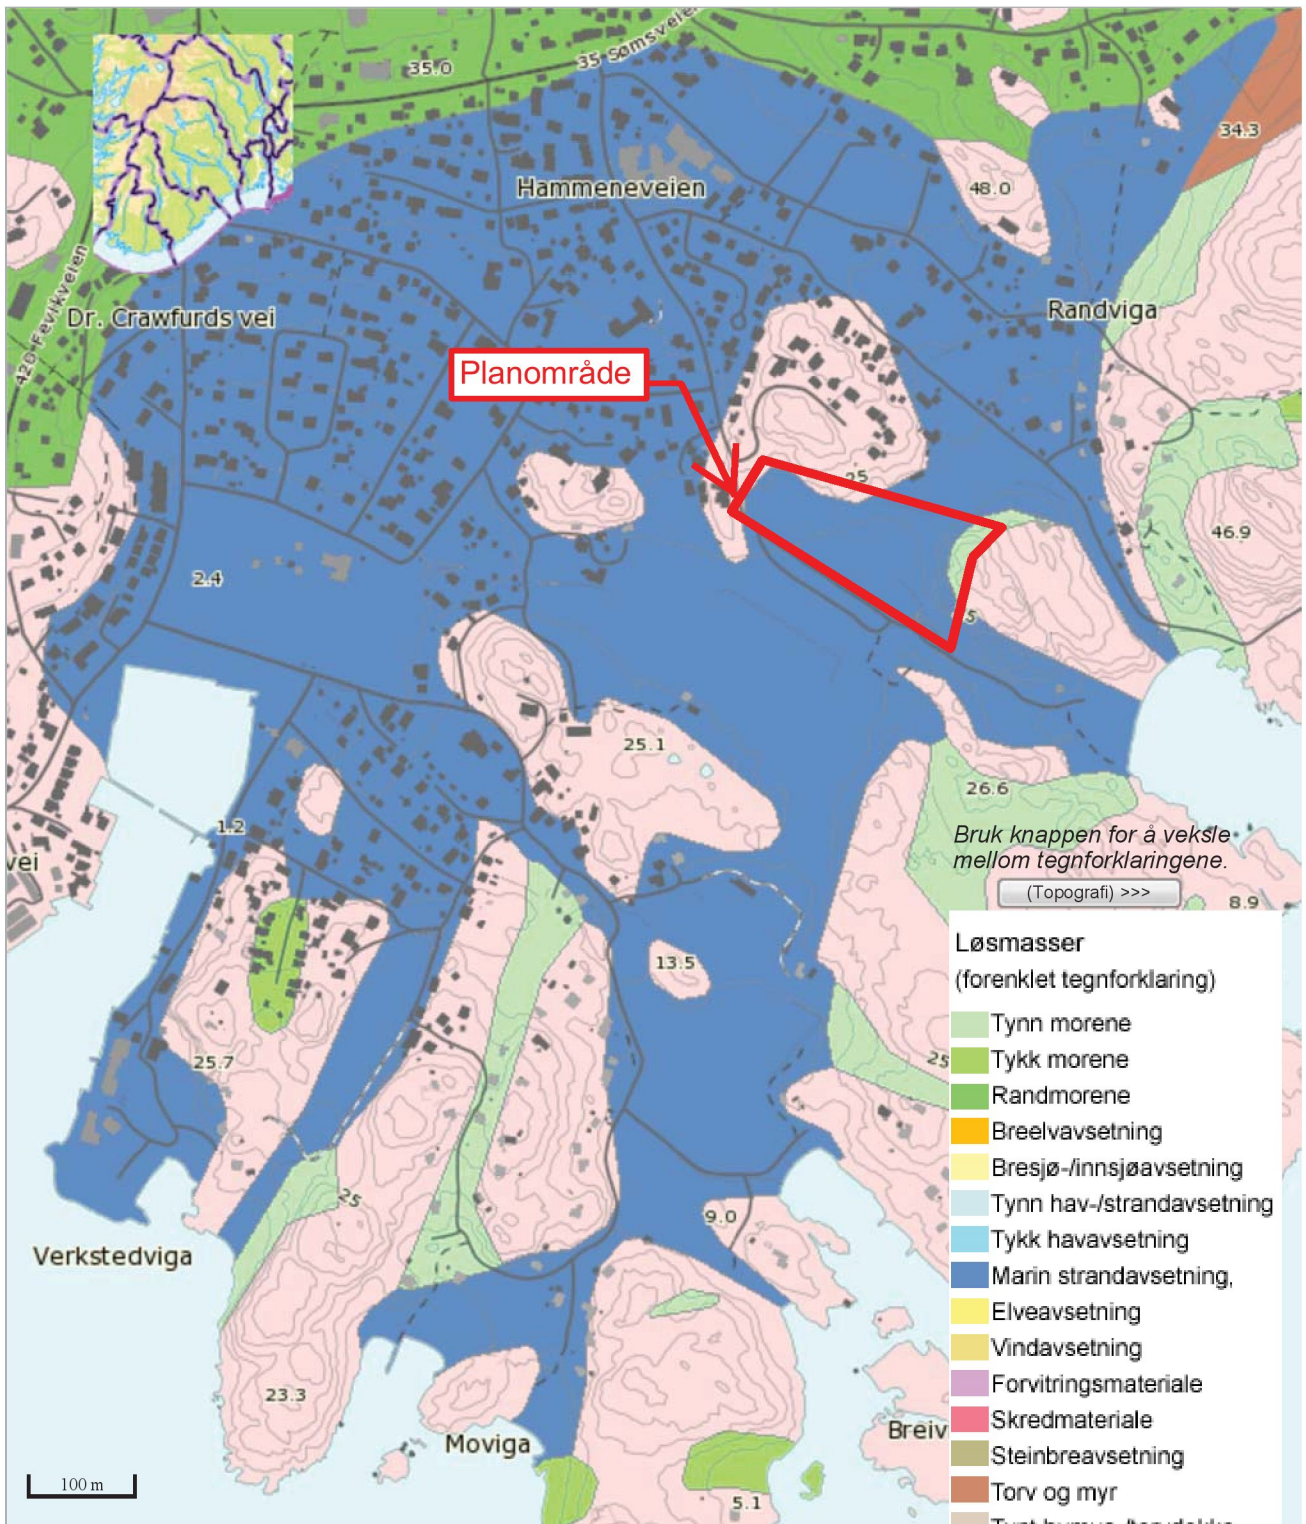 35 Sømsveie
35.0
34.3
Hammeneveien
48.0
420 Fevikveien
Dr. Crawfurds vei
Randviga
Planområde
25
46.9
2.4
25.1
26.6
Bruk knappen for å veksle
mellom tegnforklaringene.
1.2
vei
(Topografi) >>>
8.9
Løsmasser
13.5
(forenklet tegnforklaring)
Tynn morene
25.7
25
Tykk morene
Randmorene
Breelvavsetning
Bresjø-/innsjøavsetning
25
Tynn hav-/strandavsetning
9.0
Tykk havavsetning
Verkstedviga
Marin strandavsetning,
Elveavsetning
Vindavsetning
Forvitringsmateriale
23.3
Skredmateriale
Breiv
Moviga
Steinbreavsetning
100 m
Torv og myr
5.1